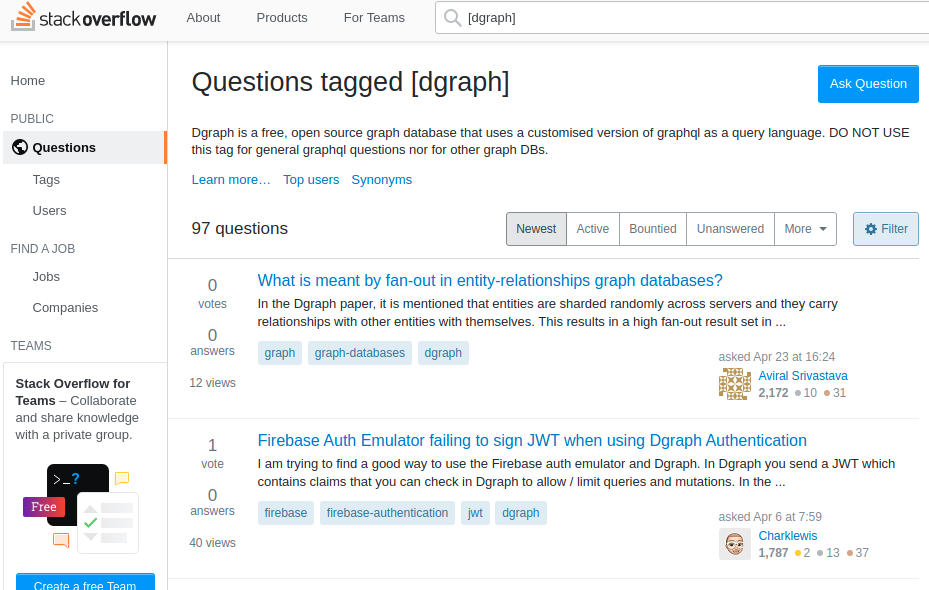 stackoverflow
About
Products
For Teams
[dgraph]
Home
PUBLIC
Questions
Tags
Users
FIND A JOB
Jobs
Companies
TEAMS
Stack Overflow for
Teams – Collaborate
and share knowledge
with a private group.
>_?
Free
Create a free Team
Questions tagged [dgraph]
Ask Question
Dgraph is a free, open source graph database that uses a customised version of graphql as a query language. DO NOT USE
this tag for general graphql questions nor for other graph DBs.
Learn more… Top users Synonyms
97 questions
Newest Active Bountied Unanswered More Filter
0
votes
0
answers
12 views
What is meant by fan-out in entity-relationships graph databases?
In the Dgraph paper, it is mentioned that entities are sharded randomly across servers and they carry
relationships with other entities with themselves. This results in a high fan-out result set in ...
graph graph-databases dgraph
asked Apr 23 at 16:24
Aviral Srivastava
2,172 10 31
1
vote
0
answers
40 views
Firebase Auth Emulator failing to sign JWT when using Dgraph Authentication
I am trying to find a good way to use the Firebase auth emulator and Dgraph. In Dgraph you send a JWT which
contains claims that you can check in Dgraph to allow / limit queries and mutations. In the ...
firebase firebase-authentication jwt dgraph
asked Apr 6 at 7:59
Charklewis
1,787 2 13 37